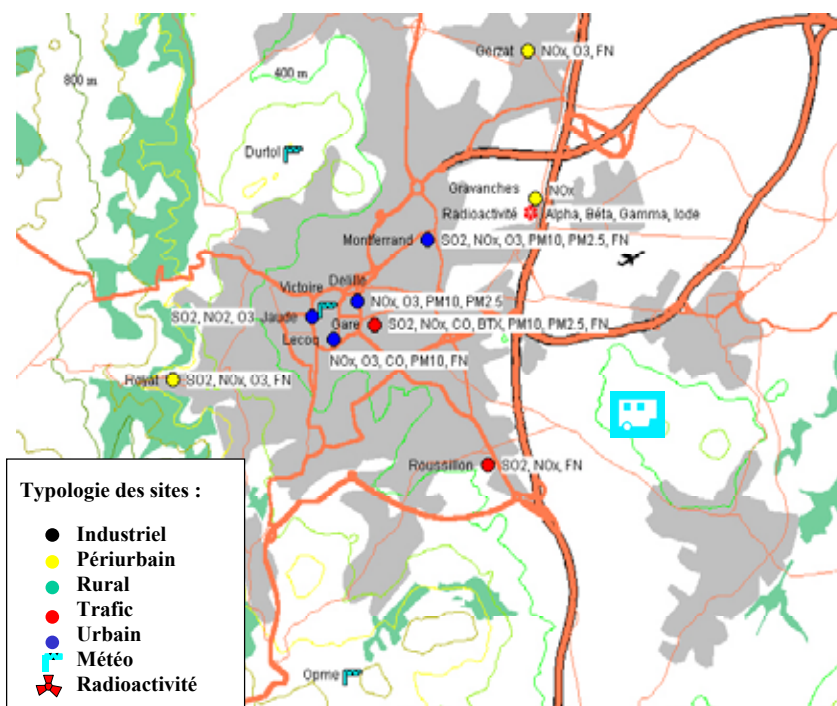 Gerzat NOx, O3, FN
800 m
400 m
Durtol
Gravanches NOx
Radioactivité Alpha, Béta, Gamma, Iode
Montferrand SO2, NOx, O3, PM10, PM2.5, FN
Victoire
Délille NOx, O3, PM10, PM2.5
SO2, NO2, O3 Jaude
Gare SO2, NOx, CO, BTX, PM10, PM2.5, FN
Lecoq
NOx, O3, CO, PM10, FN
Royat SO2, NOx, O3, FN
Roussillon SO2, NOx, FN
Typologie des sites :
Industriel
Périurbain
Rural
Trafic
Urbain
Météo
Radioactivité
Opme